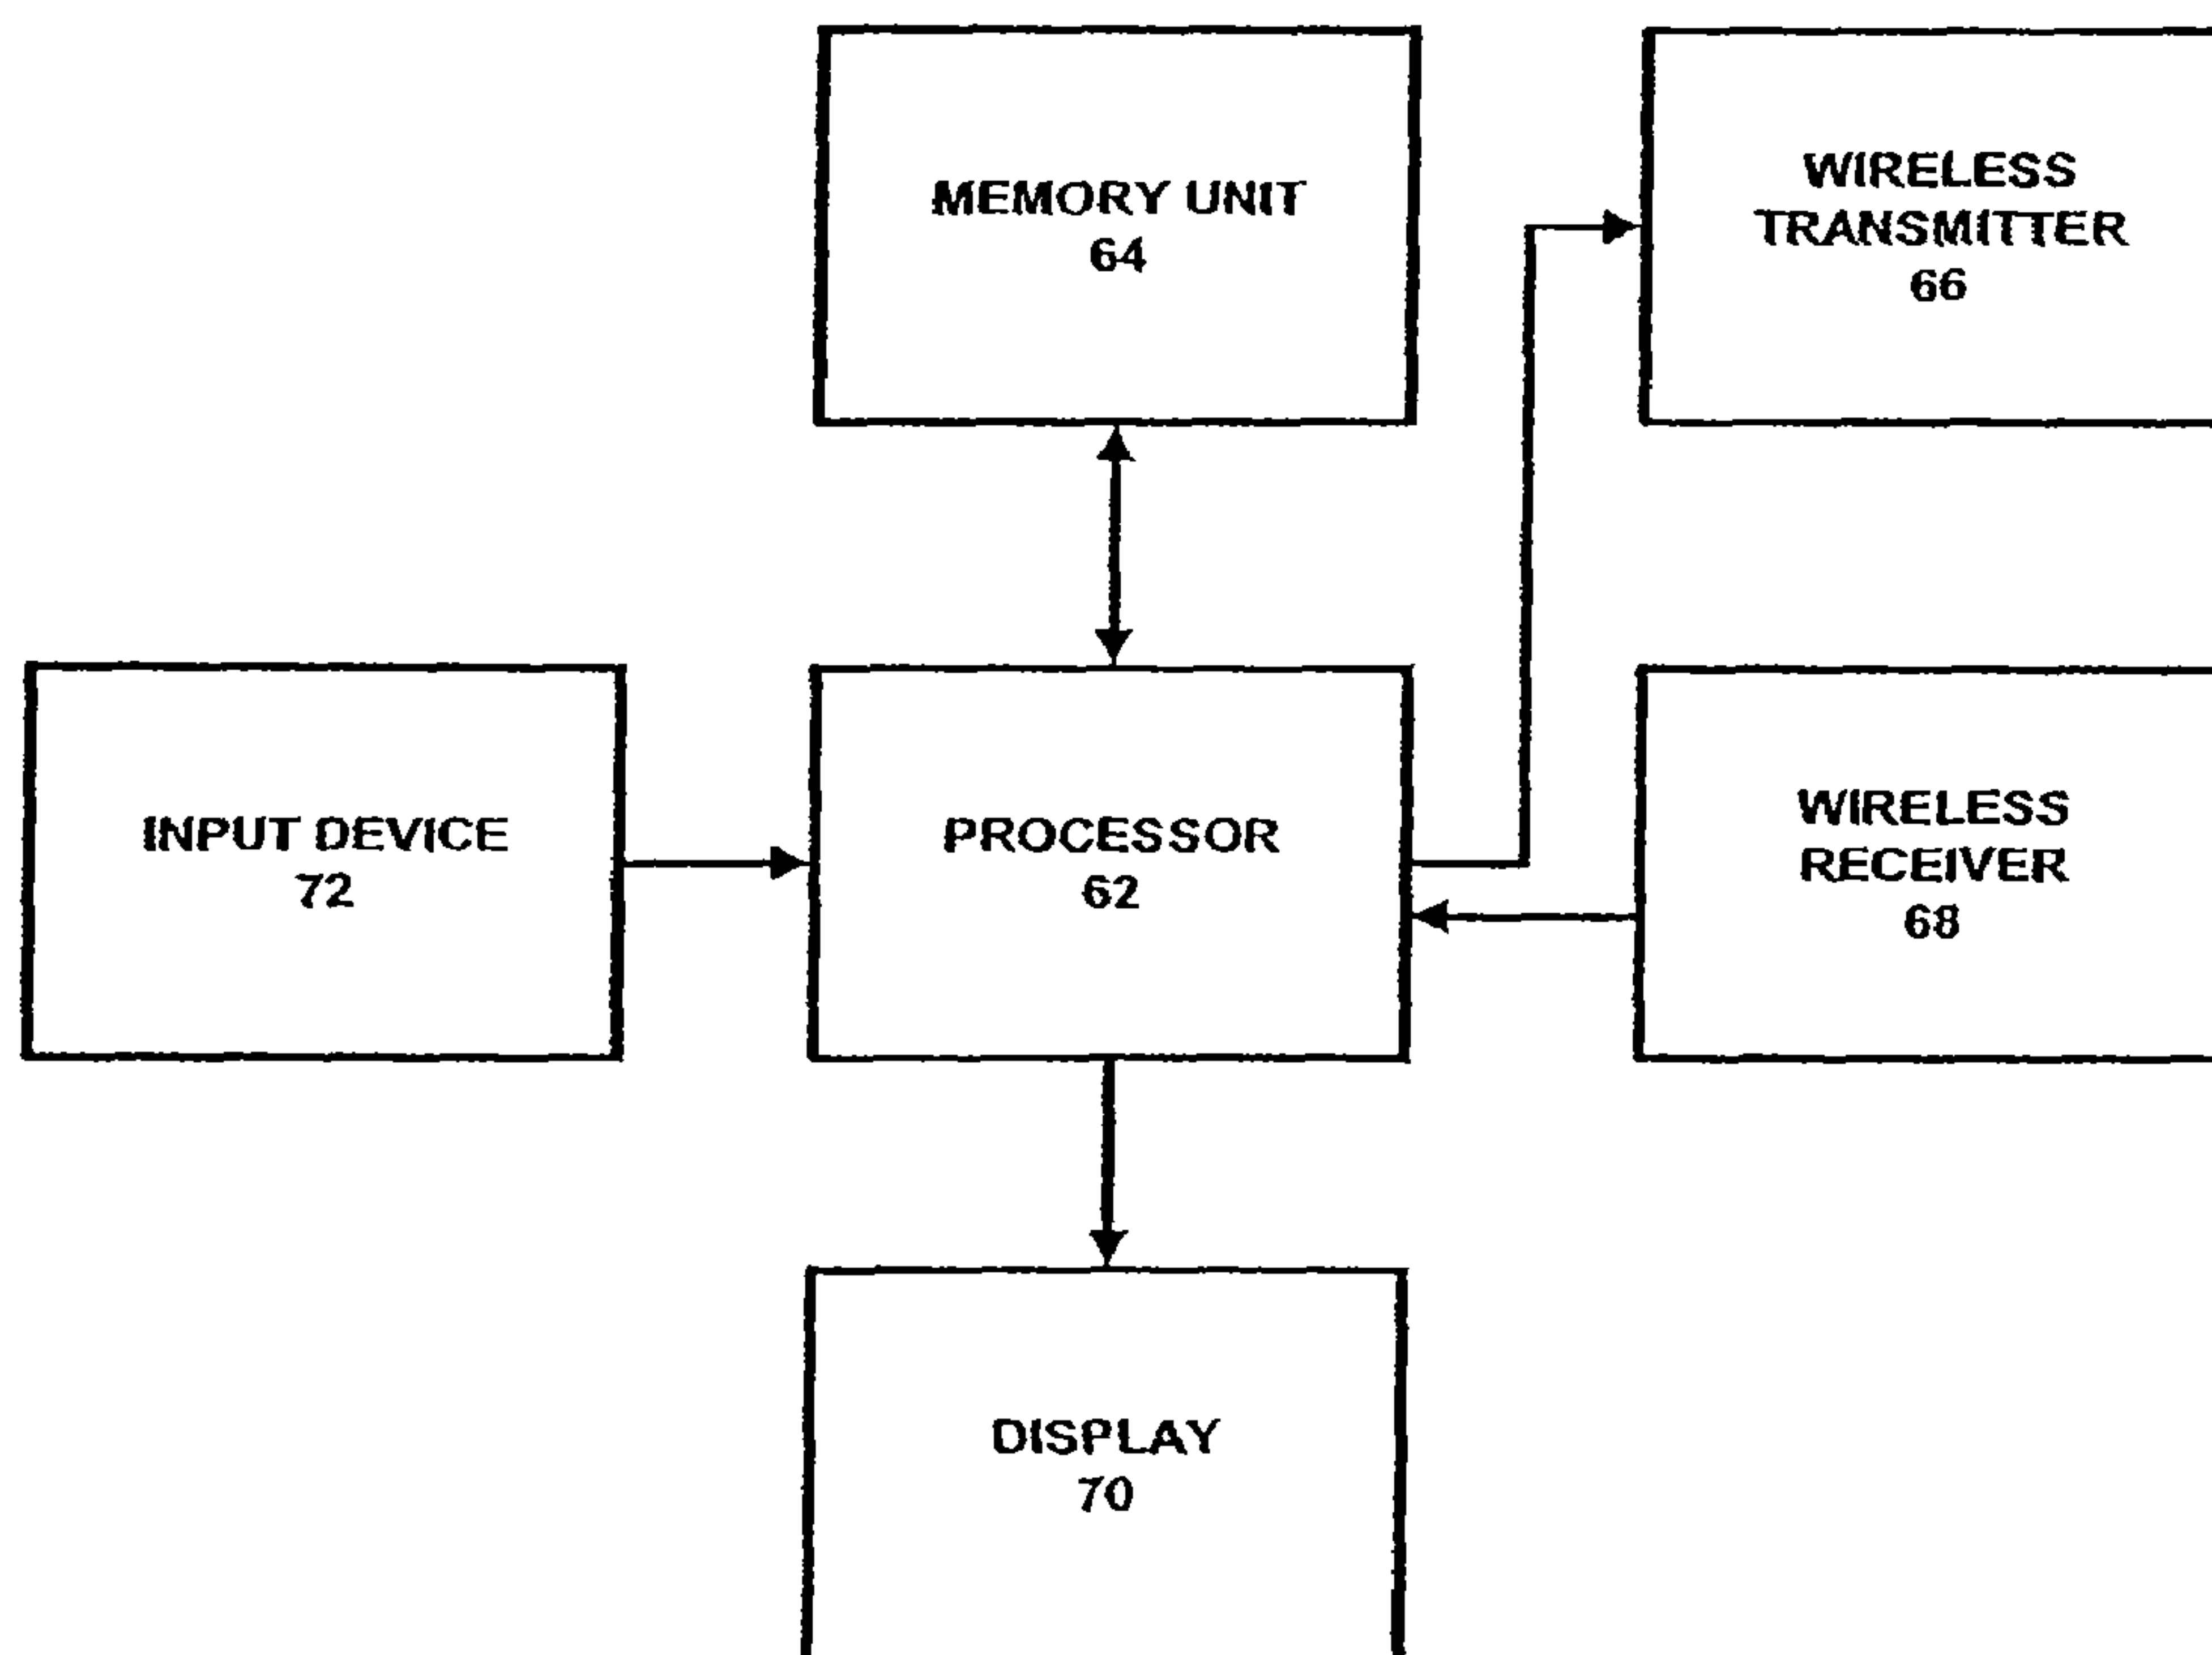 MEMORY UNIT
64
WIRELESS
TRANSMITTER
66
INPUT DEVICE
72
PROCESSOR
62
WIRELESS
RECEIVER
68
DISPLAY
70